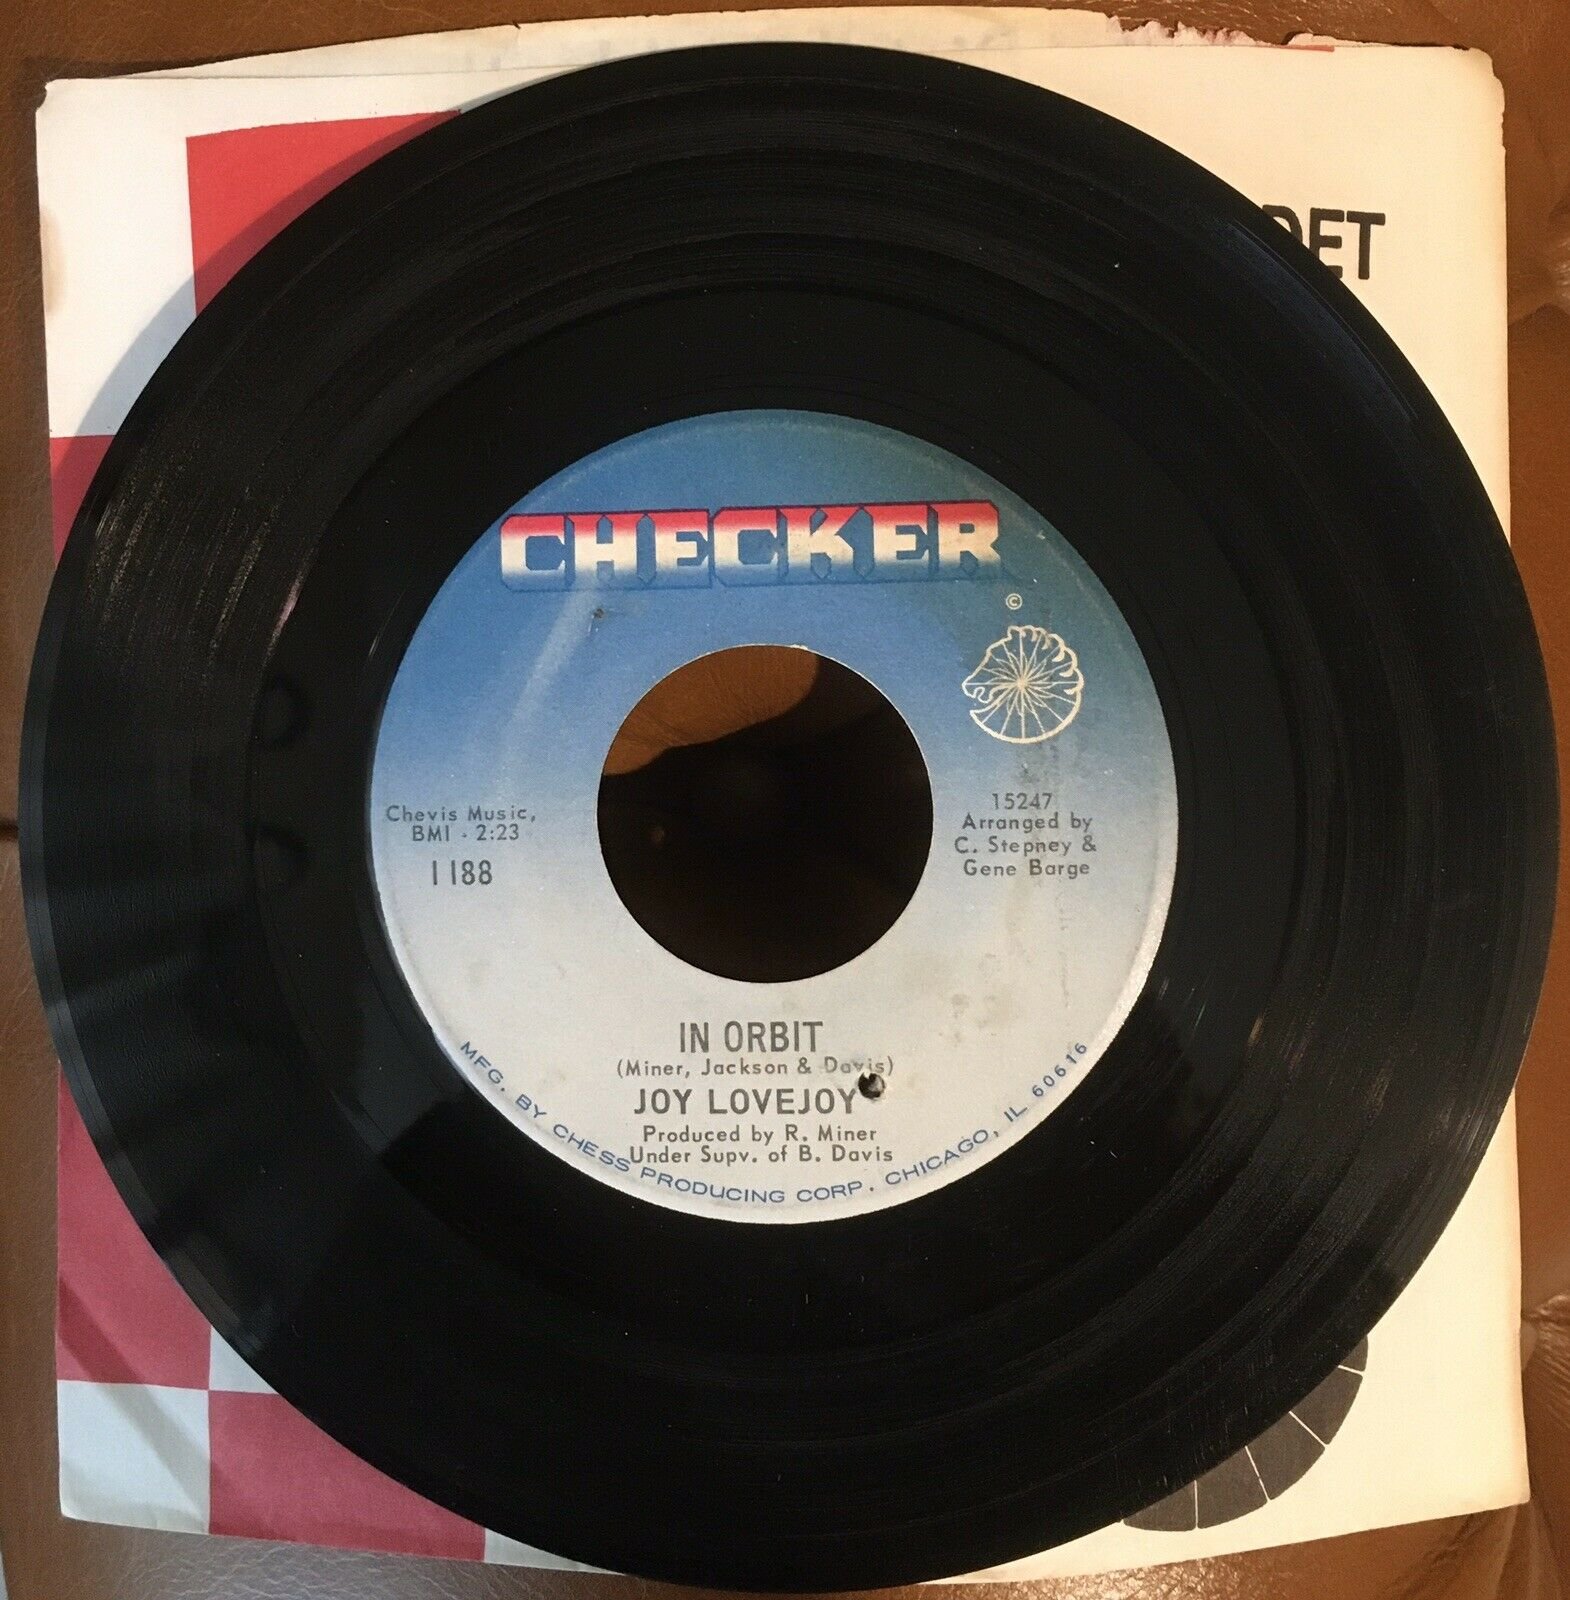 CHECKER
©
Chevis Music,
BMI - 2:23
1188
15247
Arranged by
C. Stepney &
Gene Barge
IN ORBIT
(Miner, Jackson & Davis)
JOY LOVEJOY
Produced by R. Miner
Under Supv. of B. Davis
MFG. BY CHESS PRODUCING CORP. CHICAGO, IL 60616